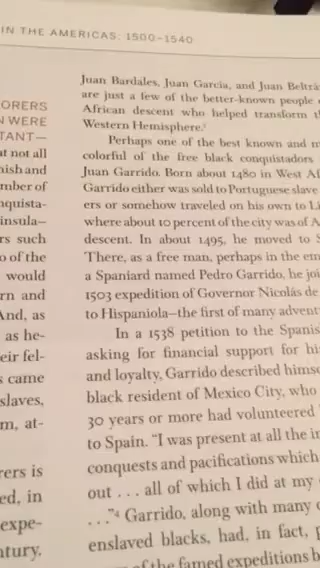 IN THE AMERICAS: 1500–1540
ORERS
N WERE
TANT—
at not all
nish and
mber of
nquista-
insula—
rs such
o of the
would
rn and
And, as
as he-
eir fel-
s came
slaves,
m, at-
rers is
ed, in
expe-
ntury.
Juan Bardales, Juan García, and Juan Beltrá
are just a few of the better-known people
African descent who helped transform th
Western Hemisphere.
Perhaps one of the best known and m
colorful of the free black conquistadors
Juan Garrido. Born about 1480 in West Af
Garrido either was sold to Portuguese slave
ers or somehow traveled on his own to Li
where about 10 percent of the city was of A
descent. In about 1495, he moved to S
There, as a free man, perhaps in the em
a Spaniard named Pedro Garrido, he joi
1503 expedition of Governor Nicolás de
to Hispaniola—the first of many advent
In a 1538 petition to the Spanis
asking for financial support for hi
and loyalty, Garrido described himse
black resident of Mexico City, who
30 years or more had volunteered
to Spain. “I was present at all the in
conquests and pacifications which
out . . . all of which I did at my
. . .”4 Garrido, along with many
enslaved blacks, had, in fact, p
of the famed expeditions b